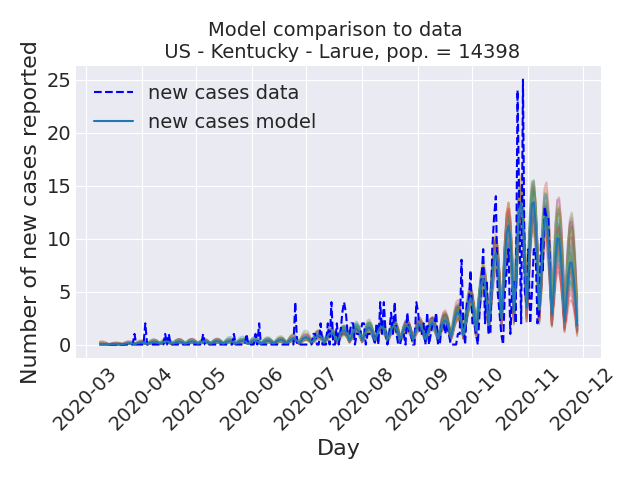 Model comparison to data
US - Kentucky - Larue, pop. = 14398
Number of new cases reported
25
20
15
10
5
0
new cases data
new cases model
2020-03
2020-04
2020-05
2020-06
2020-07
2020-08
2020-09
2020-10
2020-11
2020-12
Day